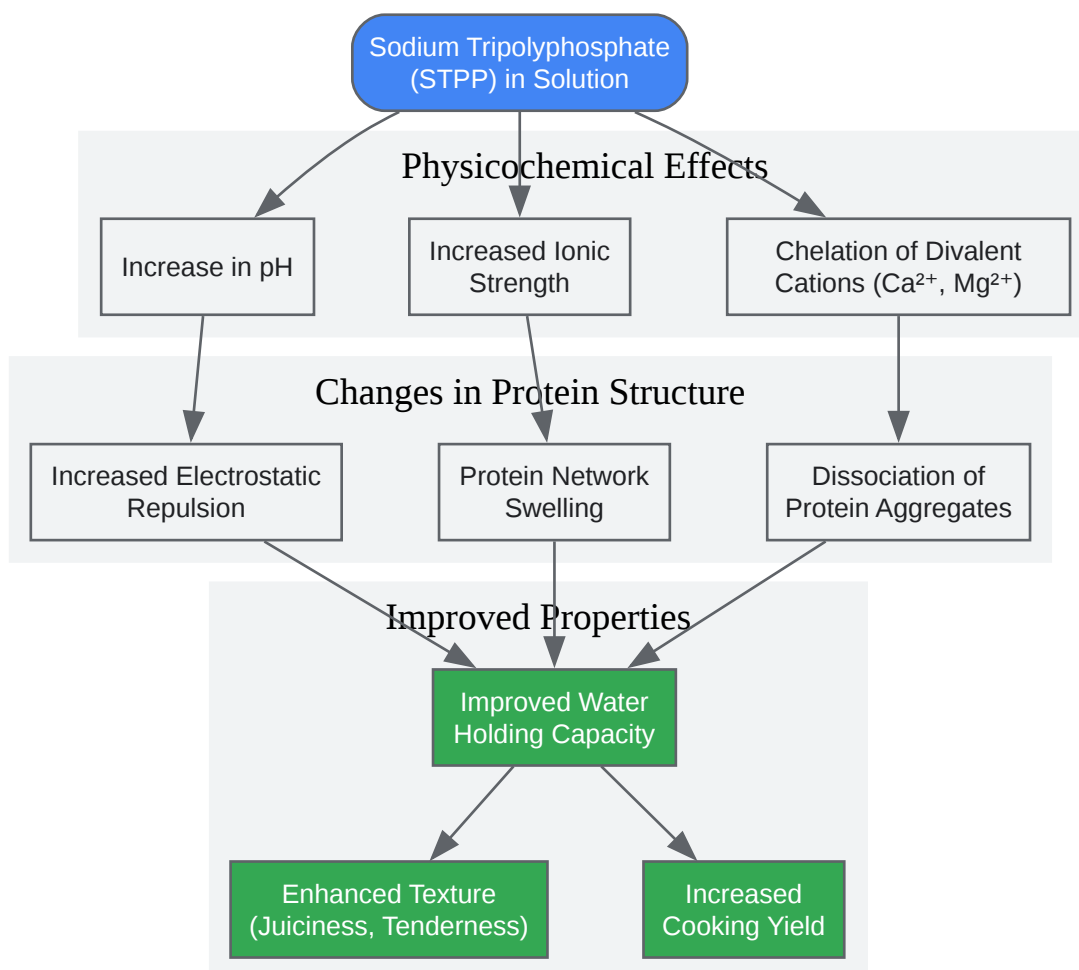 Sodium Tripolyphosphate
(STPP) in Solution
Physicochemical Effects
Increase in pH
Increased Ionic
Strength
Chelation of Divalent
Cations (Ca²⁺, Mg²⁺)
Changes in Protein Structure
Increased Electrostatic
Repulsion
Protein Network
Swelling
Dissociation of
Protein Aggregates
Improved Properties
Improved Water
Holding Capacity
Enhanced Texture
(Juiciness, Tenderness)
Increased
Cooking Yield